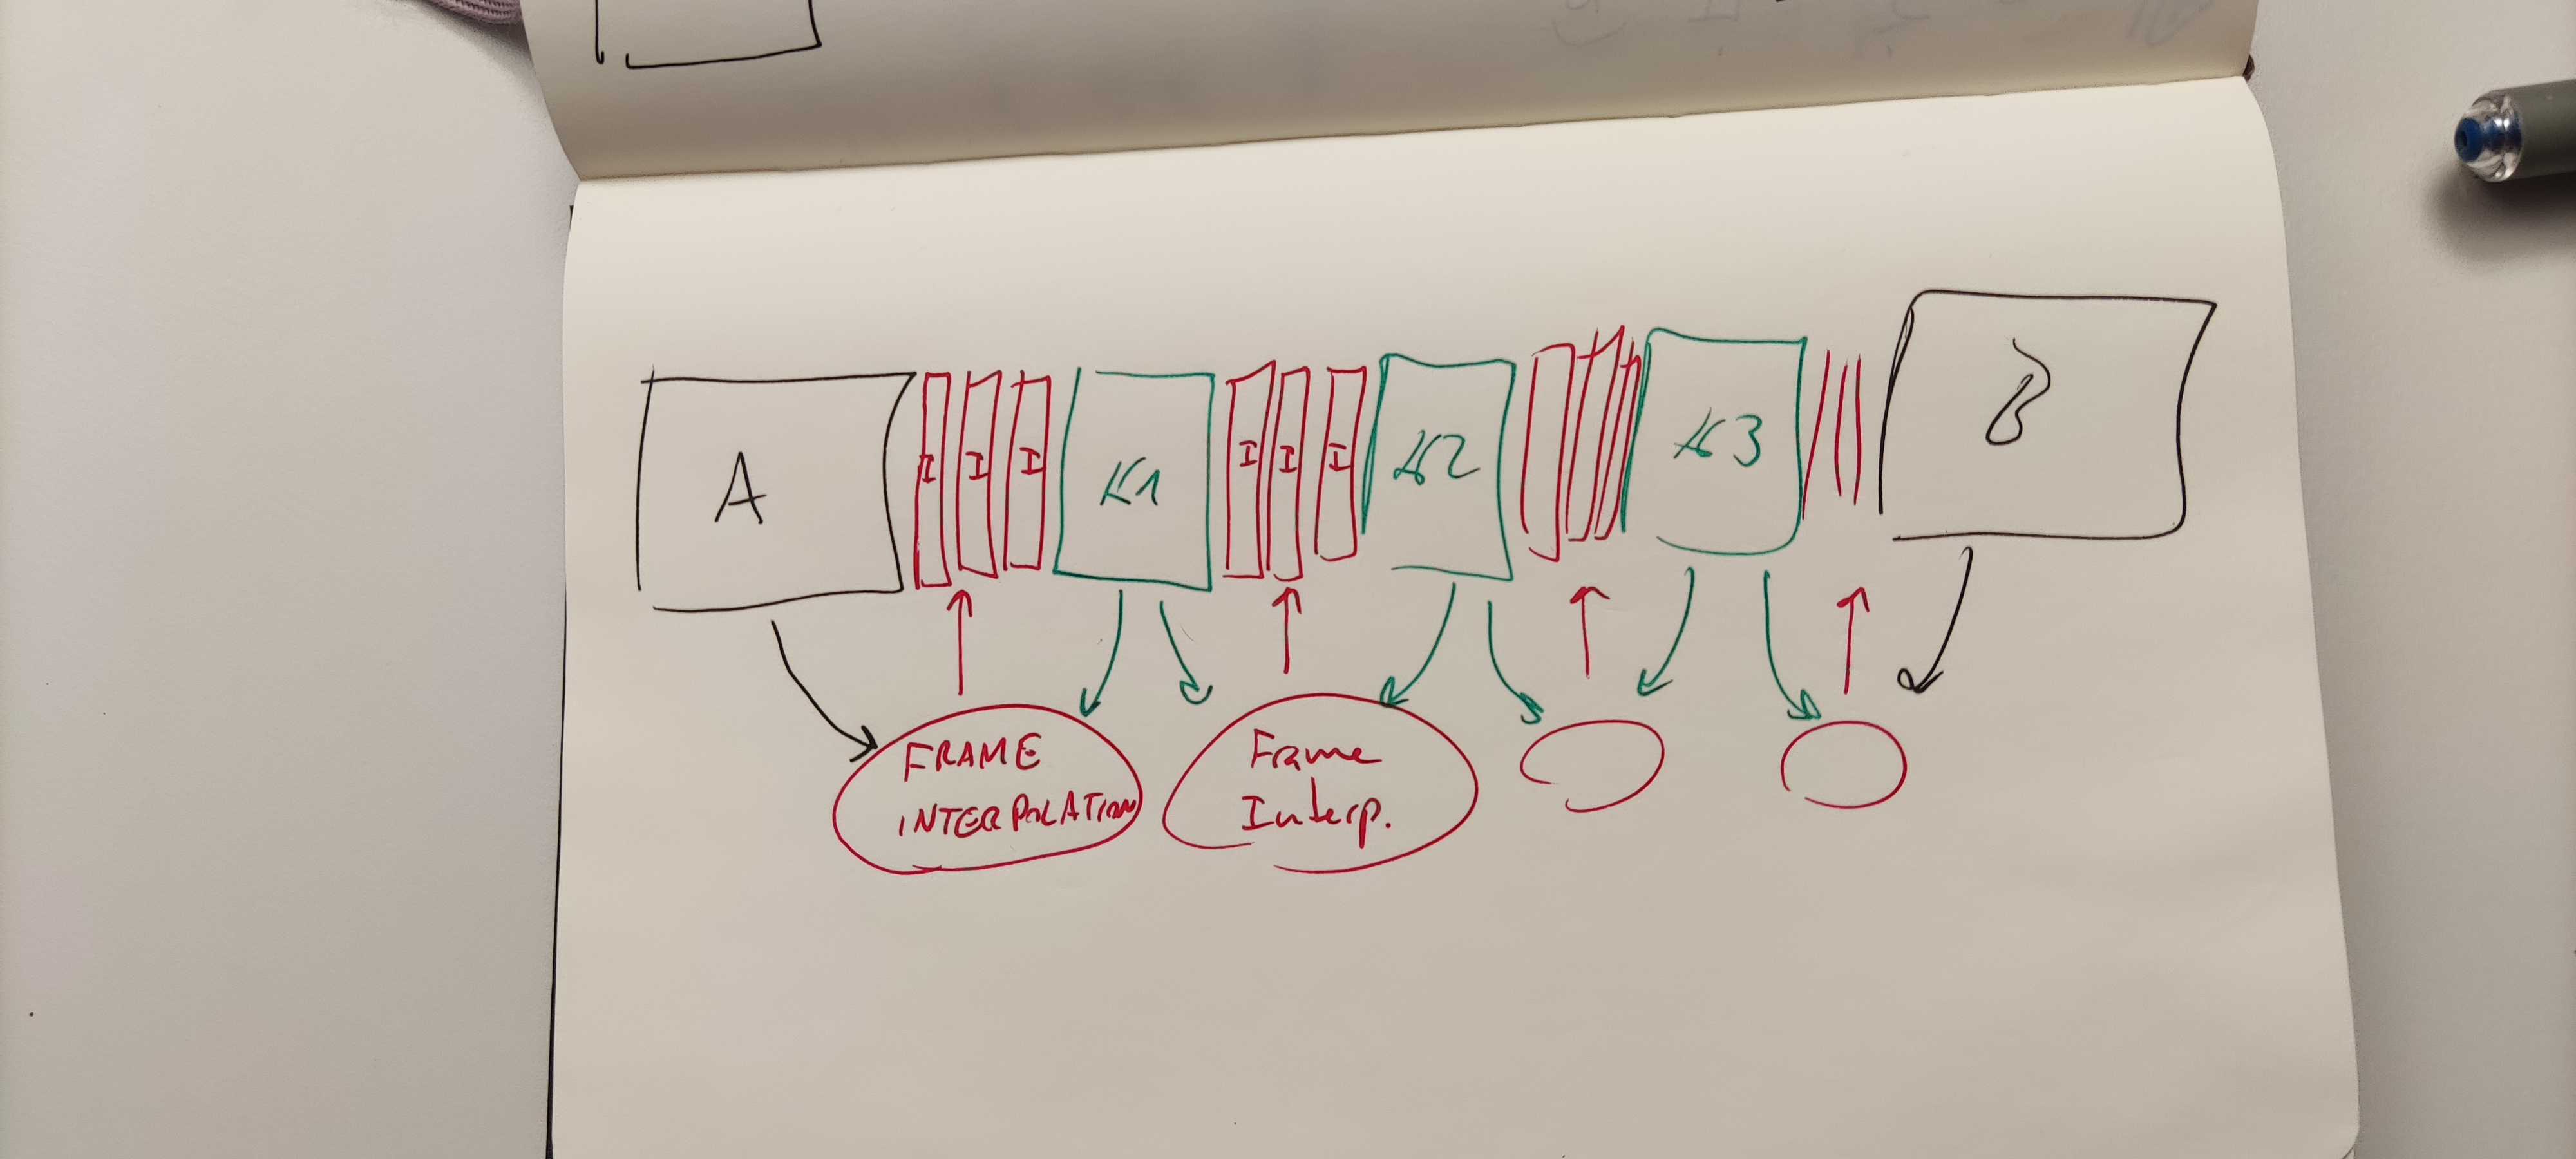 A
I
I
I
K1
I
I
I
K2
K3
B
FRAME
INTERPOLATION
Frame
Interp.